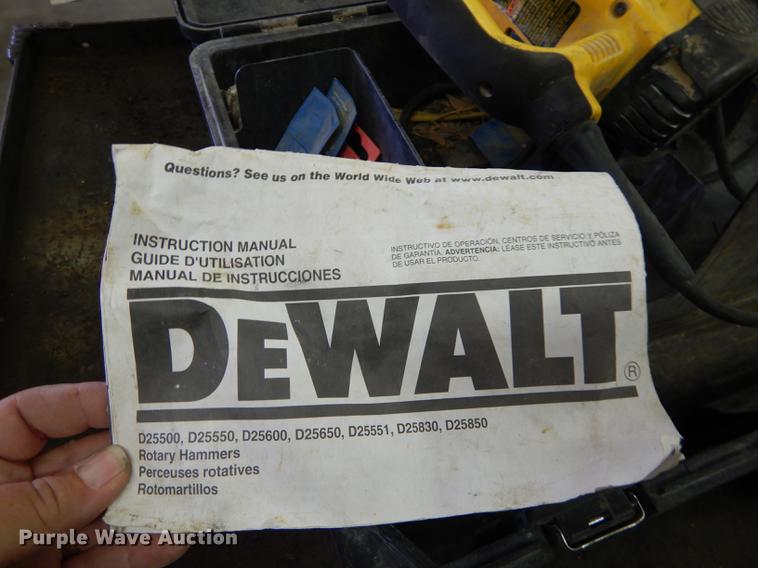 Questions? See us on the World Wide Web at www.dewalt.com
INSTRUCTION MANUAL
GUIDE D'UTILISATION
MANUAL DE INSTRUCCIONES
INSTRUCTIVO DE OPERACIÓN, CENTROS DE SERVICIO Y PÓLIZA
DE GARANTÍA. ADVERTENCIA: LÉASE ESTE INSTRUCTIVO ANTES
DE USAR EL PRODUCTO.
DEWALT®
D25500, D25550, D25600, D25650, D25551, D25830, D25850
Rotary Hammers
Perceuses rotatives
Rotomartillos
Purple Wave Auction